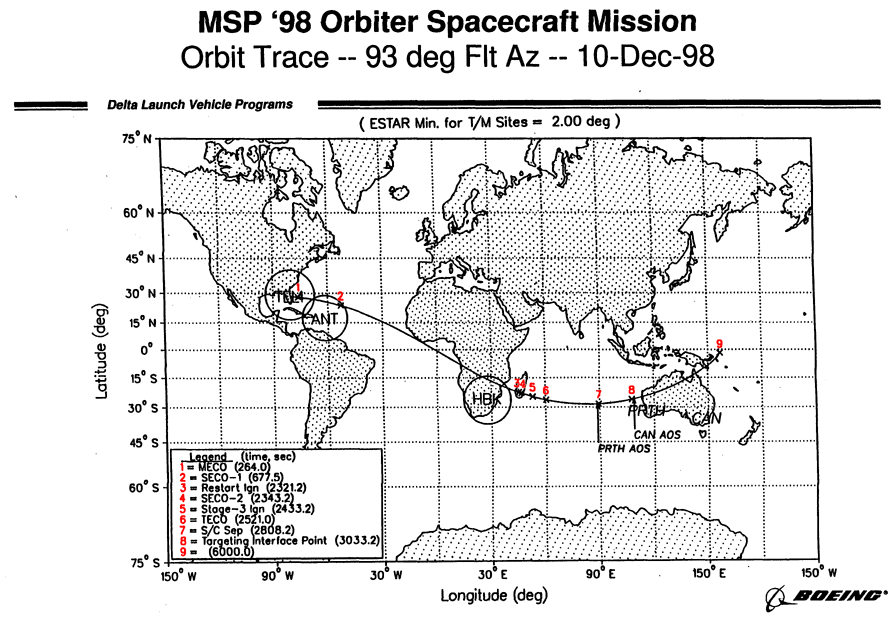 MSP ‘98 Orbiter Spacecraft Mission
Orbit Trace -- 93 deg Flt Az -- 10-Dec-98
Delta Launch Vehicle Programs
( ESTAR Min. for T/M Sites = 2.00 deg )
75° N
60° N
45° N
30° N
15° N
0°
15° S
30° S
45° S
60° S
75° S
Latitude (deg)
1
TEL4
2
ANT
HBK
3 4 5 6
7
8
9
PRTH
CAN
CAN AOS
PRTH AOS
Legend (time, sec)
1 = MECO (264.0)
2 = SECO-1 (677.5)
3 = Restart Ign (2321.2)
4 = SECO-2 (2343.2)
5 = Stage-3 Ign (2433.2)
6 = TECO (2521.0)
7 = S/C Sep (2808.2)
8 = Targeting Interface Point (3033.2)
9 = (6000.0)
150° W 90° W 30° W 30° E 90° E 150° E 150° W
Longitude (deg)
BOEING